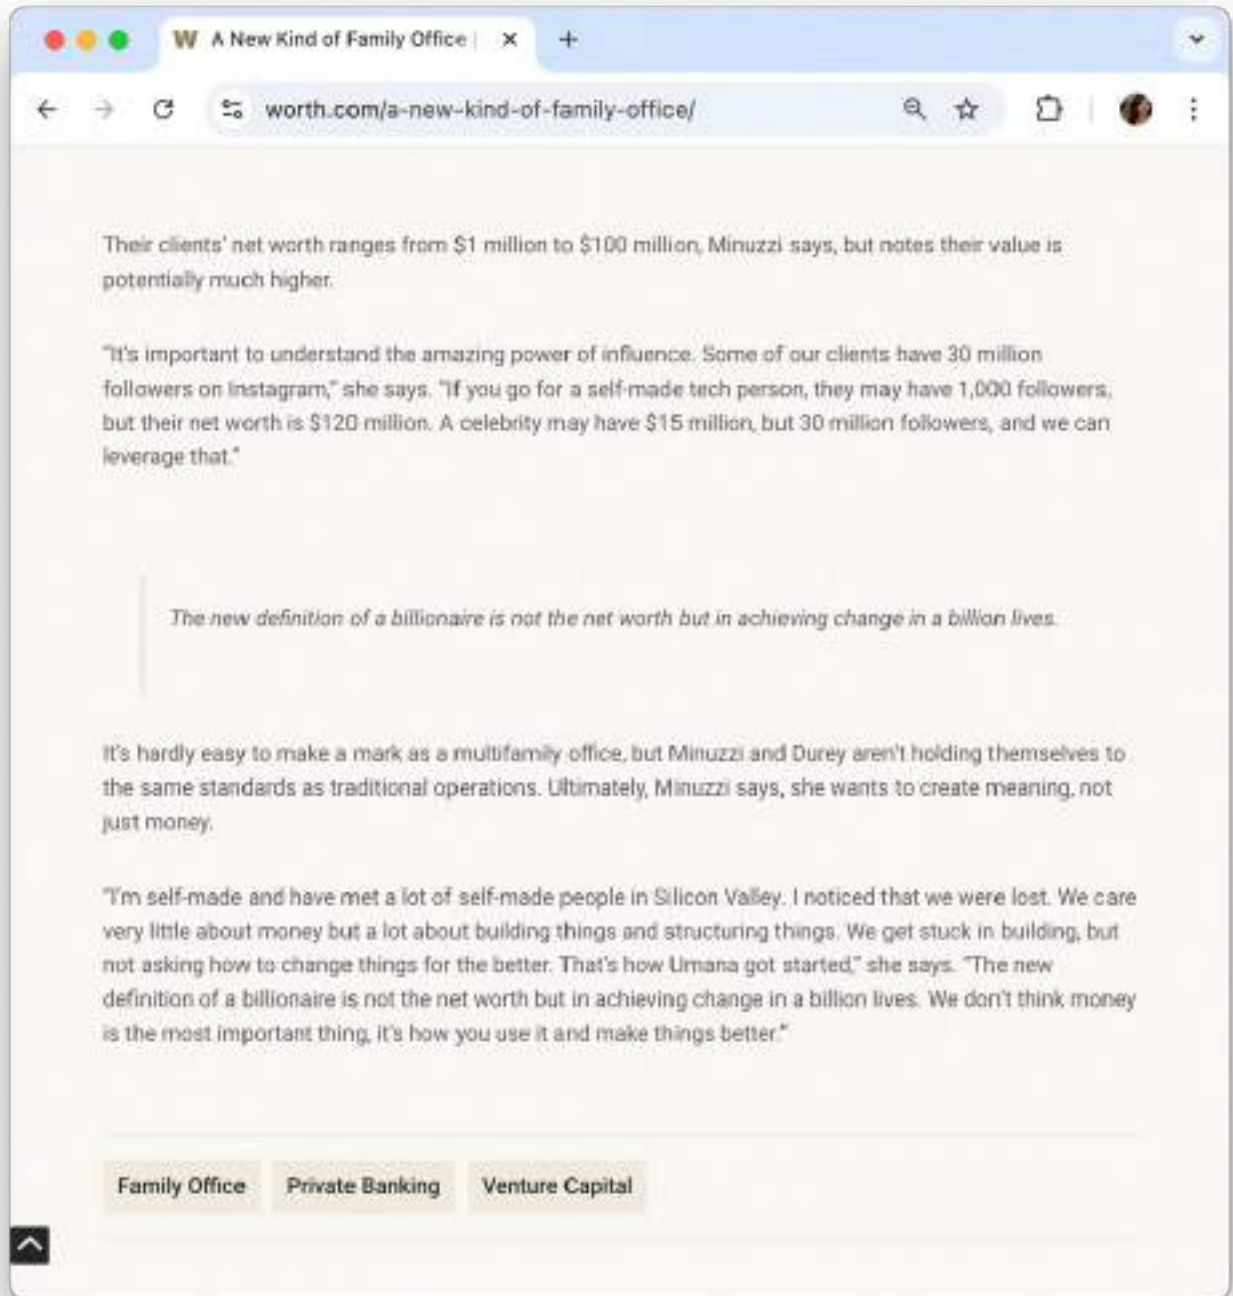 W A New Kind of Family Office
worth.com/a-new-kind-of-family-office/
Their clients' net worth ranges from $1 million to $100 million, Minuzzi says, but notes their value is
potentially much higher.
"It's important to understand the amazing power of influence. Some of our clients have 30 million
followers on Instagram," she says. "If you go for a self-made tech person, they may have 1,000 followers,
but their net worth is $120 million. A celebrity may have $15 million, but 30 million followers, and we can
leverage that."
The new definition of a billionaire is not the net worth but in achieving change in a billion lives.
It's hardly easy to make a mark as a multifamily office, but Minuzzi and Durey aren't holding themselves to
the same standards as traditional operations. Ultimately, Minuzzi says, she wants to create meaning, not
just money.
"I'm self-made and have met a lot of self-made people in Silicon Valley. I noticed that we were lost. We care
very little about money but a lot about building things and structuring things. We get stuck in building, but
not asking how to change things for the better. That's how Umana got started," she says. "The new
definition of a billionaire is not the net worth but in achieving change in a billion lives. We don't think money
is the most important thing, it's how you use it and make things better."
Family Office Private Banking Venture Capital